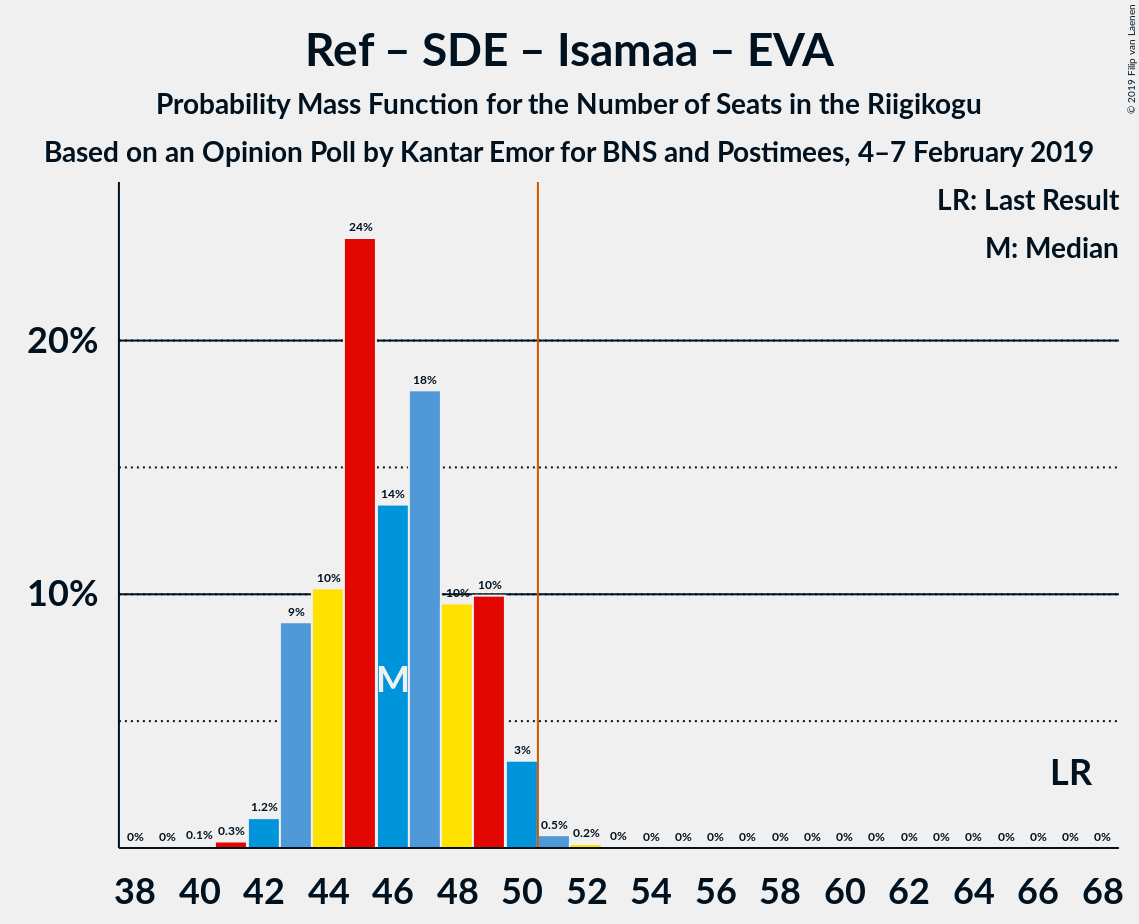 Ref – SDE – Isamaa – EVA
Probability Mass Function for the Number of Seats in the Riigikogu
Based on an Opinion Poll by Kantar Emor for BNS and Postimees, 4–7 February 2019
© 2019 Filip van Laenen
LR: Last Result
M: Median
20%
10%
0% 0% 0.1% 0.3% 1.2% 9% 10% 24% 14% 18% 10% 10% 3% 0.5% 0.2% 0% 0% 0% 0% 0% 0% 0% 0% 0% 0% 0% 0% 0% 0% 0% 0%
M
LR
38 40 42 44 46 48 50 52 54 56 58 60 62 64 66 68